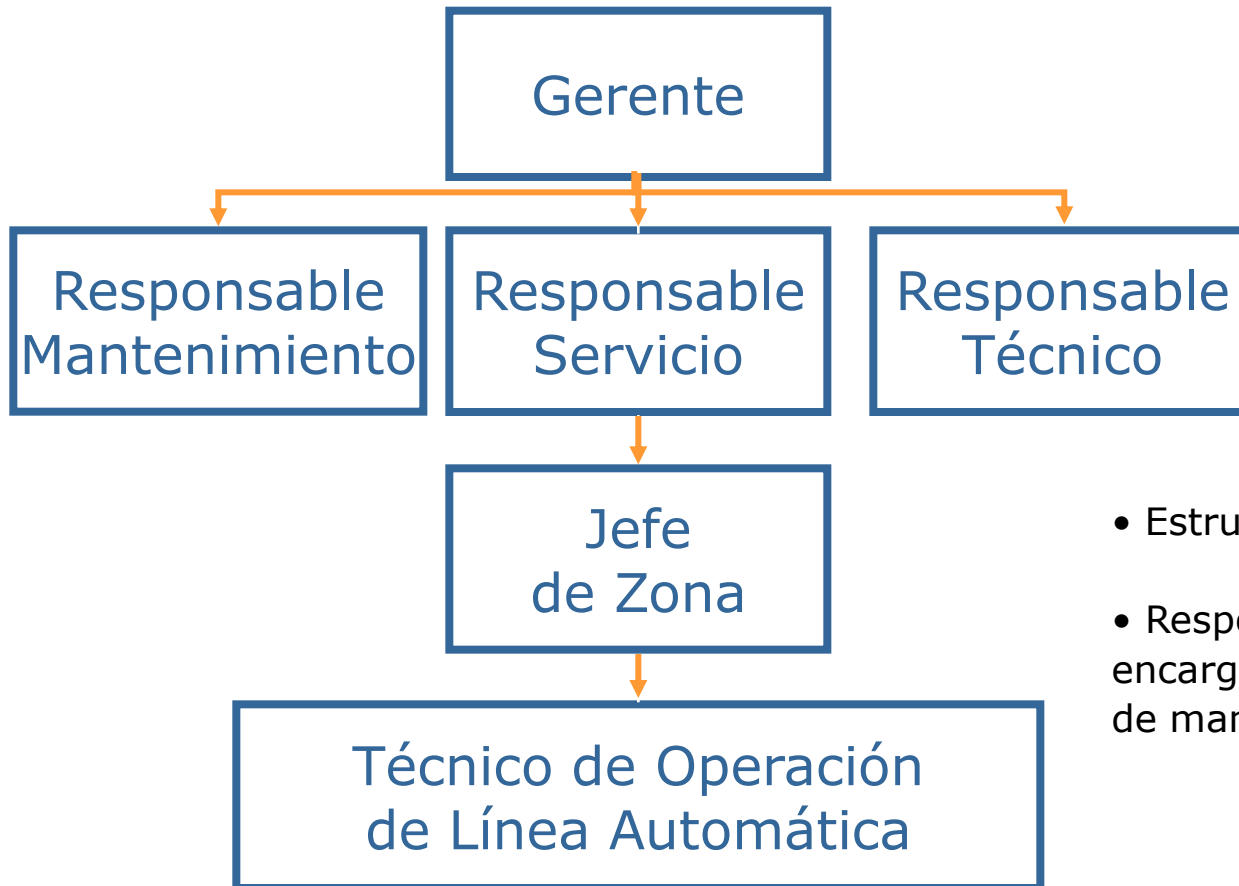 Gerente
Responsable
Mantenimiento
Responsable
Servicio
Responsable
Técnico
Jefe
de Zona
Técnico de Operación
de Línea Automática
• Estru
• Respo
encarg
de man